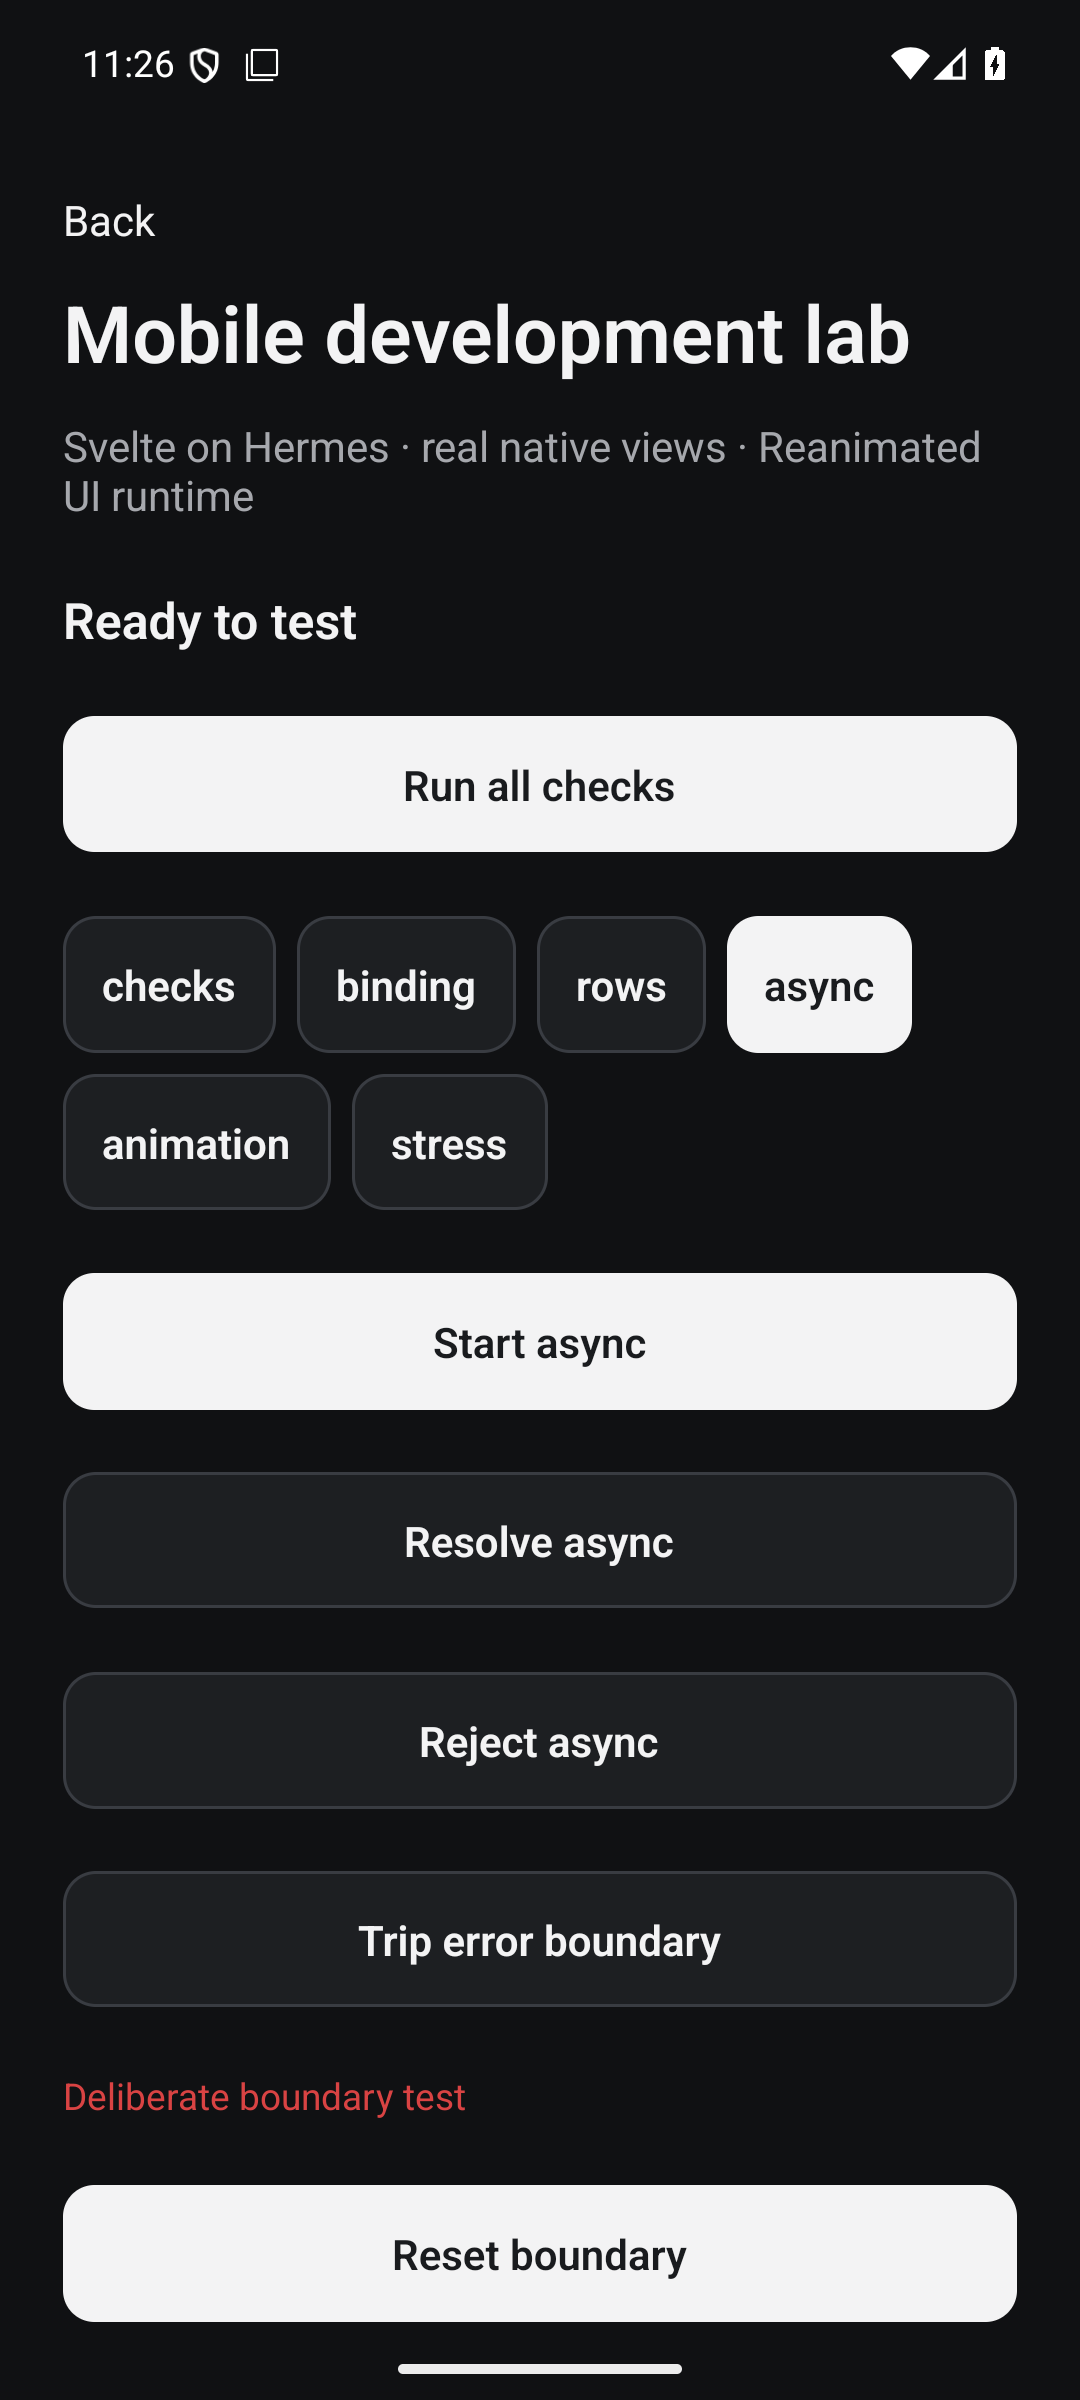 11:26
Back
Mobile development lab
Svelte on Hermes · real native views · Reanimated
UI runtime
Ready to test
Run all checks
checks
binding
rows
async
animation
stress
Start async
Resolve async
Reject async
Trip error boundary
Deliberate boundary test
Reset boundary